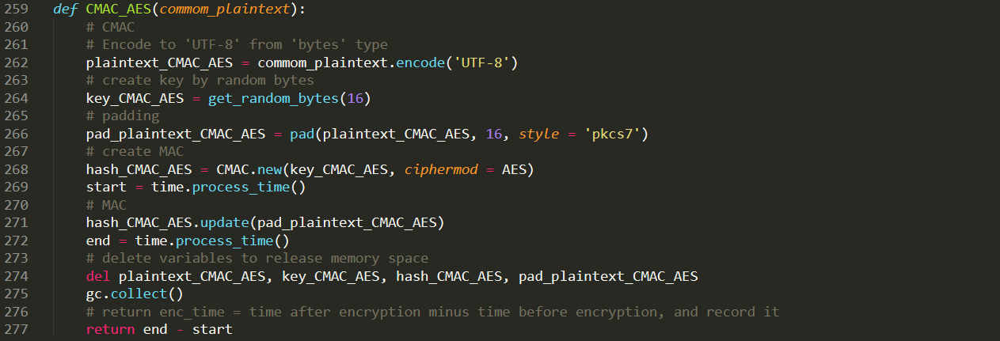 259 def CMAC_AES(commom_plaintext):
260 # CMAC
261 # Encode to 'UTF-8' from 'bytes' type
262 plaintext_CMAC_AES = commom_plaintext.encode('UTF-8')
263 # create key by random bytes
264 key_CMAC_AES = get_random_bytes(16)
265 # padding
266 pad_plaintext_CMAC_AES = pad(plaintext_CMAC_AES, 16, style = 'pkcs7')
267 # create MAC
268 hash_CMAC_AES = CMAC.new(key_CMAC_AES, ciphermod = AES)
269 start = time.process_time()
270 # MAC
271 hash_CMAC_AES.update(pad_plaintext_CMAC_AES)
272 end = time.process_time()
273 # delete variables to release memory space
274 del plaintext_CMAC_AES, key_CMAC_AES, hash_CMAC_AES, pad_plaintext_CMAC_AES
275 gc.collect()
276 # return enc_time = time after encryption minus time before encryption, and record it
277 return end - start